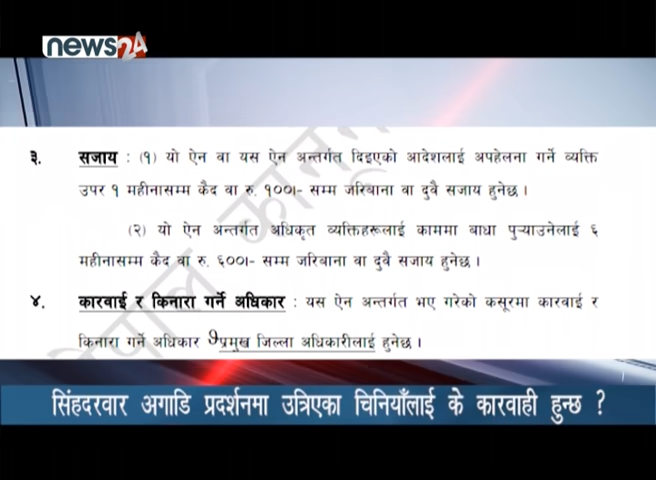 news24
३. सजाय : (१) यो ऐन वा यस ऐन अन्तर्गत दिइएको आदेशलाई अपहेलना गर्ने व्यक्ति
उपर १ महीनासम्म कैद वा रु. १००।- सम्म जरिबाना वा दुवै सजाय हुनेछ ।
(२) यो ऐन अन्तर्गत अधिकृत व्यक्तिहरूलाई काममा बाधा पुऱ्याउनेलाई ६
महीनासम्म कैद वा रु. ६००।- सम्म जरिबाना वा दुवै सजाय हुनेछ ।
४. कारवाई र किनारा गर्ने अधिकार : यस ऐन अन्तर्गत भए गरेको कसूरमा कारवाई र
किनारा गर्ने अधिकार १प्रमुख जिल्ला अधिकारीलाई हुनेछ ।
सिंहदरवार अगाडि प्रदर्शनमा उत्रिएका चिनियाँलाई के कारवाही हुन्छ ?